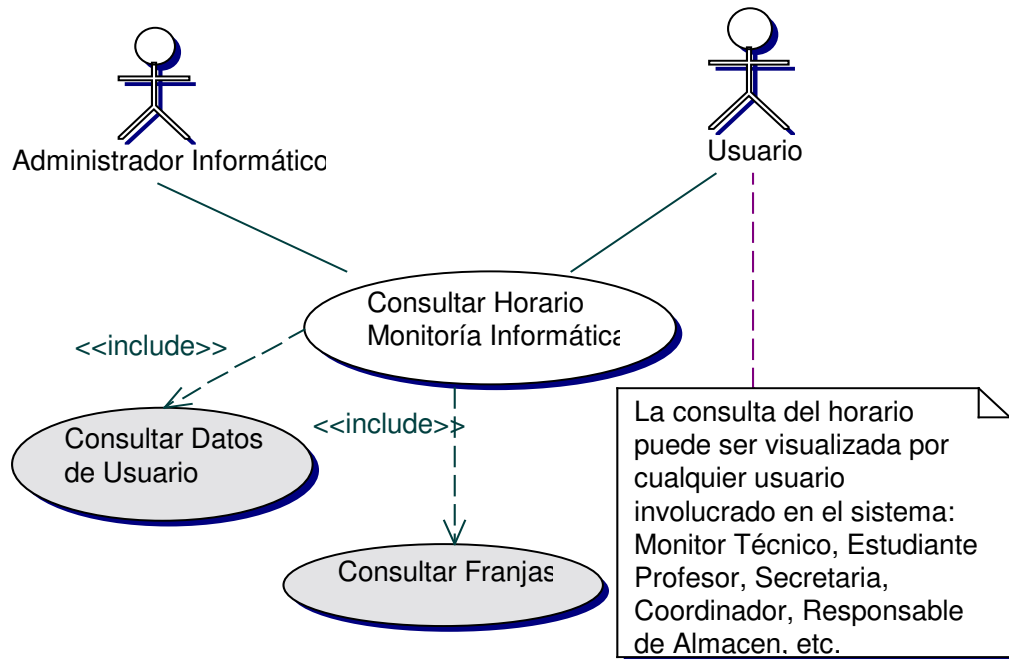 Administrador Informático
Usuario
Consultar Horario
Monitoría Informática
<<include>>
<<include>>
Consultar Datos
de Usuario
Consultar Franjas
La consulta del horario
puede ser visualizada por
cualquier usuario
involucrado en el sistema:
Monitor Técnico, Estudiante
Profesor, Secretaria,
Coordinador, Responsable
de Almacen, etc.